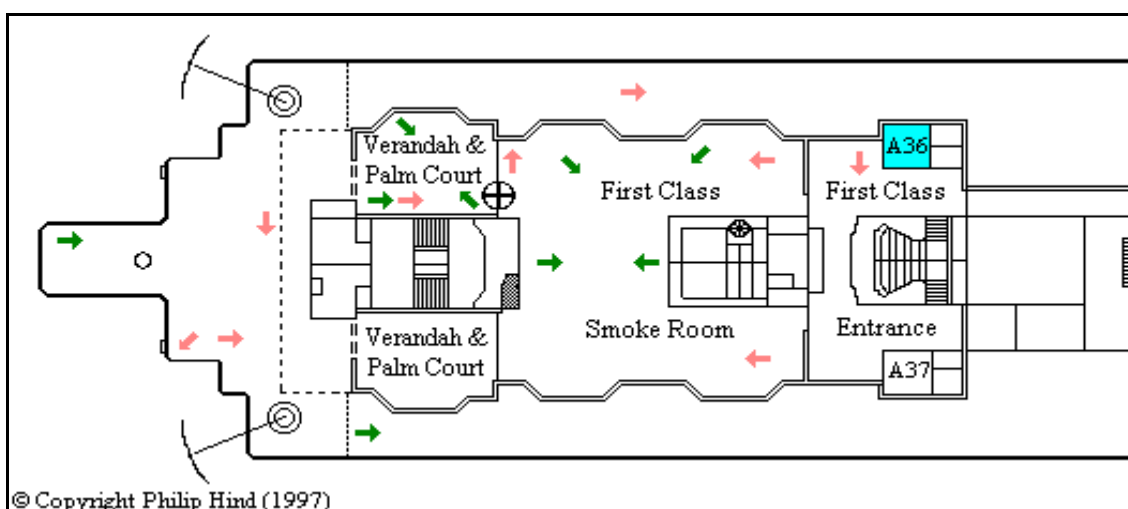 Verandah &
Palm Court
A36
First Class
First Class
Smoke Room
Entrance
Verandah &
Palm Court
A37
© Copyright Philip Hind (1997)